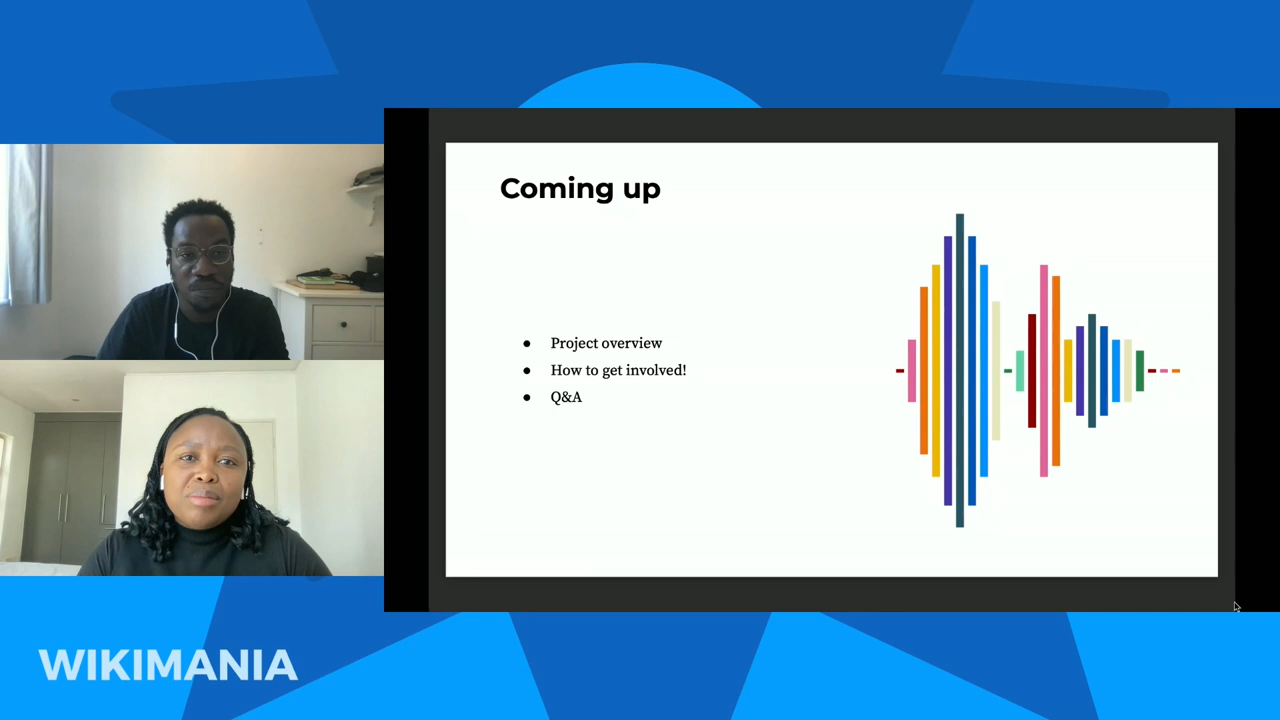 Coming up
● Project overview
● How to get involved!
● Q&A
WIKIMANIA